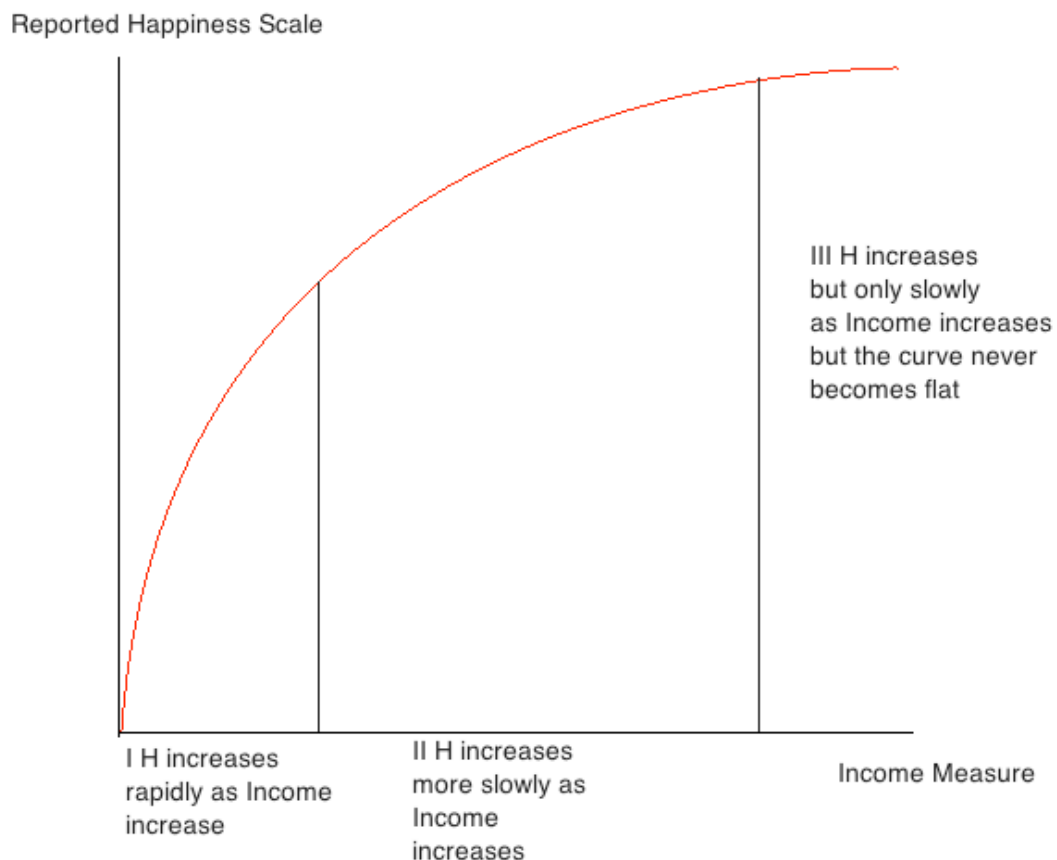 Reported Happiness Scale
III H increases
but only slowly
as Income increases
but the curve never
becomes flat
I H increases
rapidly as Income
increase
II H increases
more slowly as
Income
increases
Income Measure